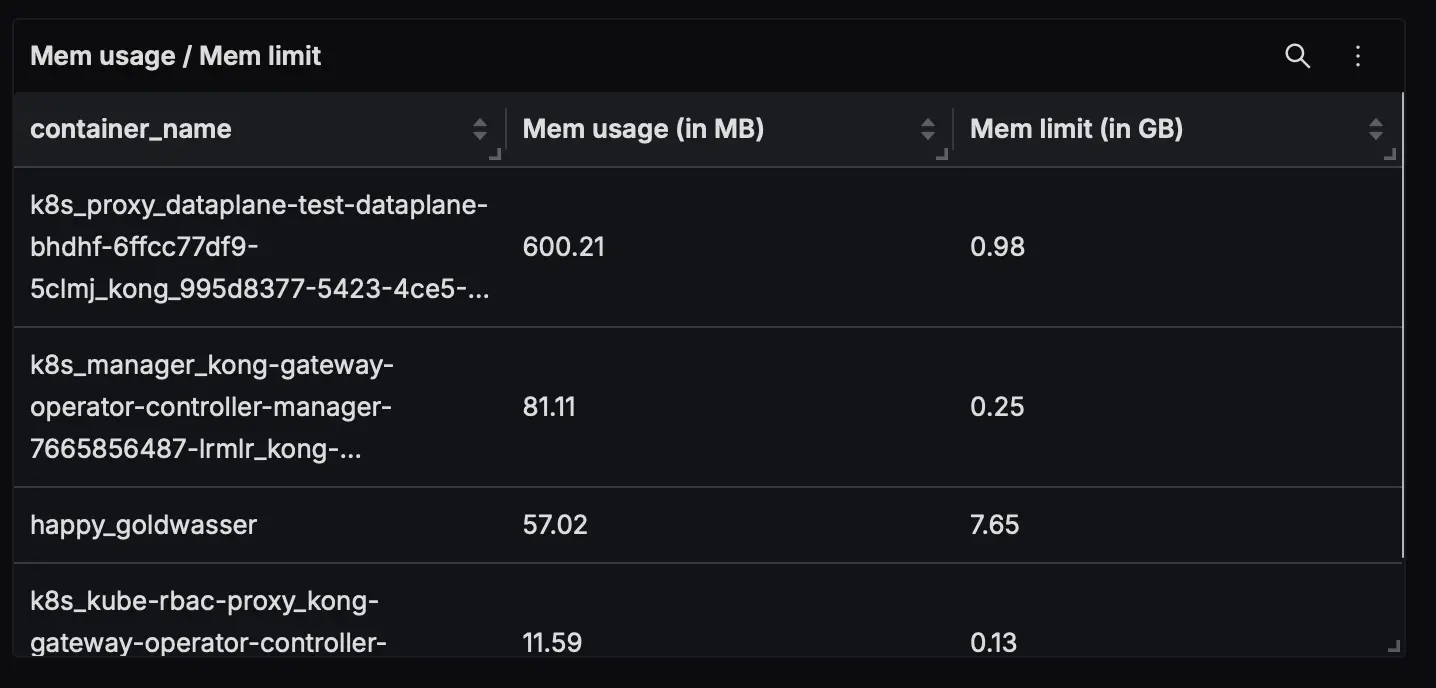 Mem usage / Mem limit
container_name Mem usage (in MB) Mem limit (in GB)
k8s_proxy_dataplane-test-dataplane-
bhdhf-6ffcc77df9- 600.21 0.98
5clmj_kong_995d8377-5423-4ce5-...
k8s_manager_kong-gateway-
operator-controller-manager- 81.11 0.25
7665856487-lrmlr_kong-...
happy_goldwasser 57.02 7.65
k8s_kube-rbac-proxy_kong-
gateway-operator-controller- 11.59 0.13